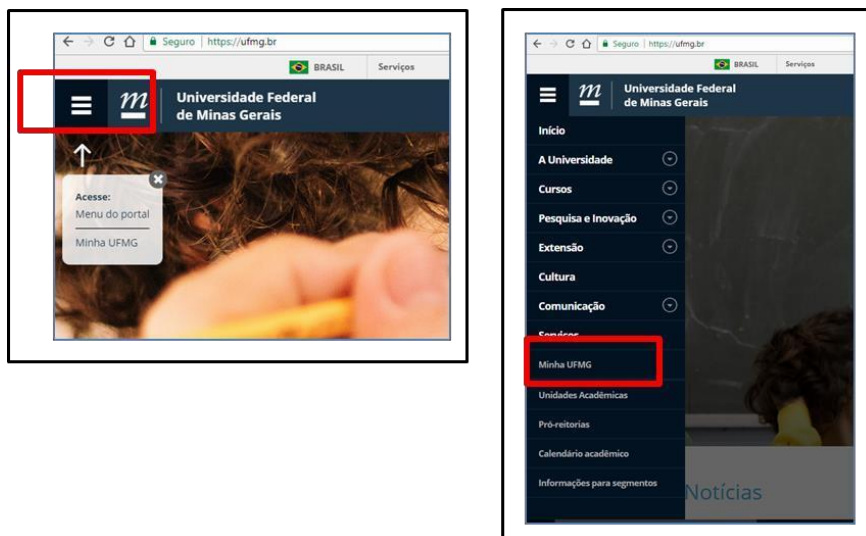 Seguro | https://ufmg.br
BRASIL Serviços
m Universidade Federal
de Minas Gerais
Acesse:
Menu do portal
Minha UFMG
Seguro | https://ufmg.br
BRASIL Serviços
m Universidade Federal
de Minas Gerais
Início
A Universidade
Cursos
Pesquisa e Inovação
Extensão
Cultura
Comunicação
Serviços
Minha UFMG
Unidades Acadêmicas
Pró-reitorias
Calendário acadêmico
Informações para segmentos
Notícias